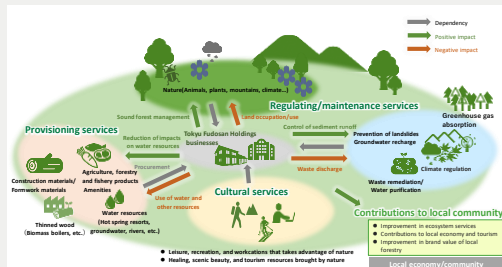 Dependency
Positive impact
Negative impact
Nature(Animals, plants, mountains, climate...)
Regulating/maintenance services
Greenhouse gas
absorption
Sound forest management
Land occupation/use
Provisioning services
Reduction of impacts
on water resources
Tokyu Fudosan Holdings
businesses
Control of sediment runoff
Prevention of landslides
Groundwater recharge
Climate regulation
Agriculture, forestry
and fishery products
Amenities
Procurement
Waste discharge
Construction materials/
Formwork materials
Waste remediation/
Water purification
Use of water and
other resources
Cultural services
Water resources
(Hot spring resorts,
groundwater, rivers, etc.)
Thinned wood
(Biomass boilers, etc.)
Contributions to local community
● Improvement in ecosystem services
● Contributions to local economy and tourism
● Improvement in brand value of local
forestry
● Leisure, recreation, and workcations that takes advantage of nature
● Healing, scenic beauty, and tourism resources brought by nature
Local economy/community